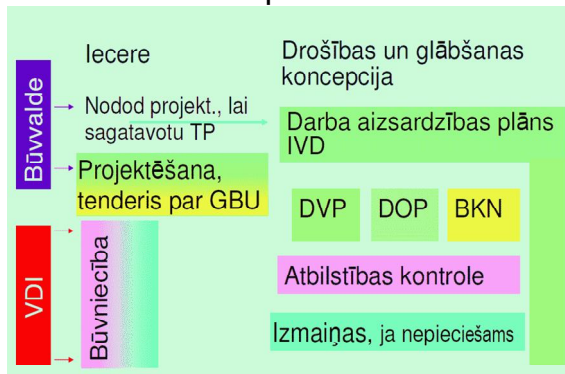 Būvvalde
Iecere
Nodod projekt., lai
sagatavotu TP
Projektēšana,
tenderis par GBU
VDI
Būvniecība
Drošības un glābšanas
koncepcija
Darba aizsardzības plāns
IVD
DVP
DOP
BKN
Atbilstības kontrole
Izmaiņas, ja nepieciešams